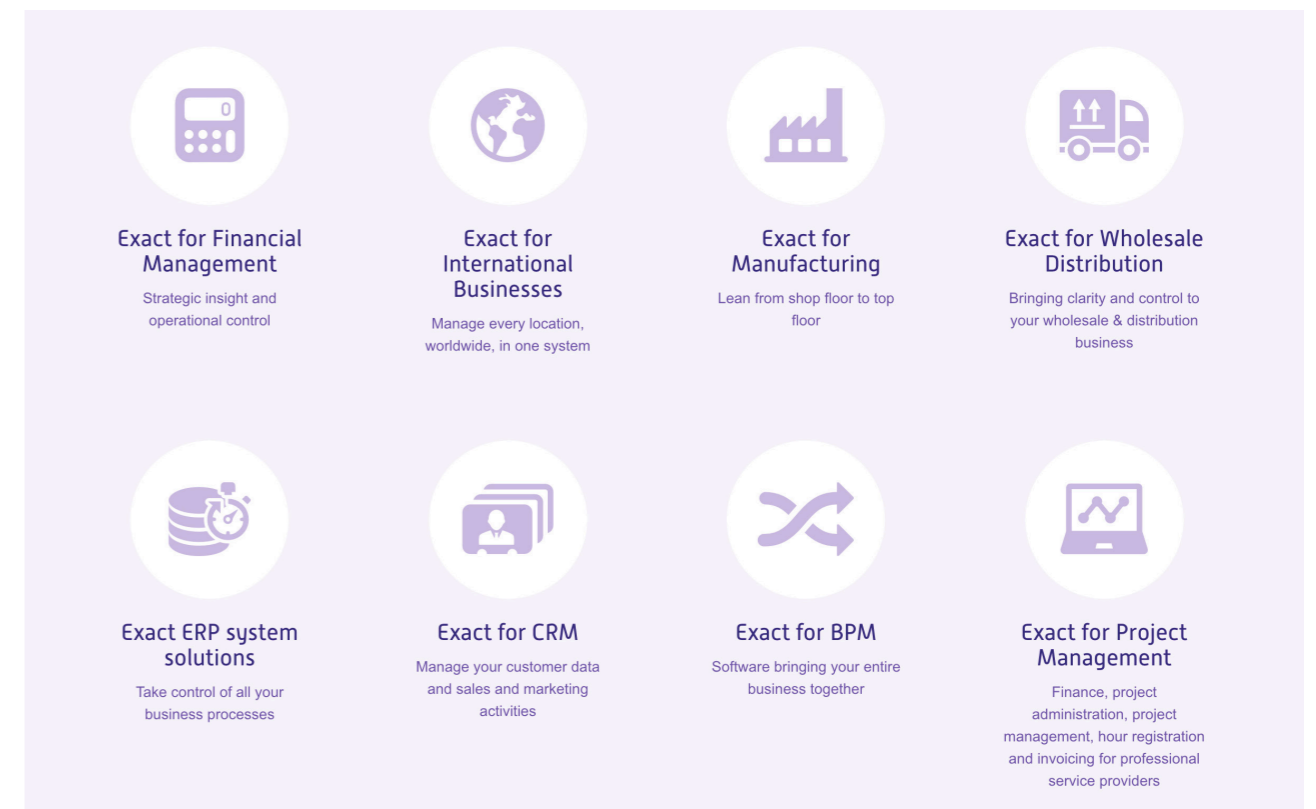 0
Exact for Financial
Management
Strategic insight and
operational control
Exact for
International
Businesses
Manage every location,
worldwide, in one system
Exact for
Manufacturing
Lean from shop floor to top
floor
Exact for Wholesale
Distribution
Bringing clarity and control to
your wholesale & distribution
business
Exact ERP system
solutions
Take control of all your
business processes
Exact for CRM
Manage your customer data
and sales and marketing
activities
Exact for BPM
Software bringing your entire
business together
Exact for Project
Management
Finance, project
administration, project
management, hour registration
and invoicing for professional
service providers